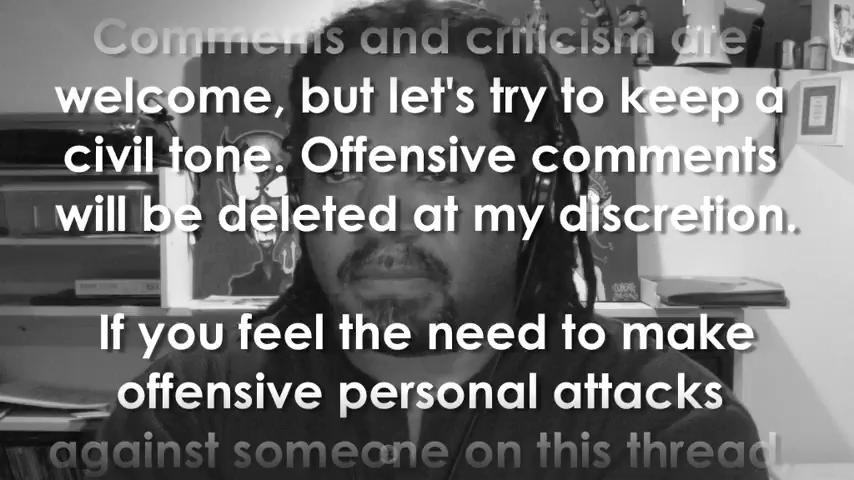 Comments and criticism are
welcome, but let's try to keep a
civil tone. Offensive comments
will be deleted at my discretion.
If you feel the need to make
offensive personal attacks
against someone on this thread,